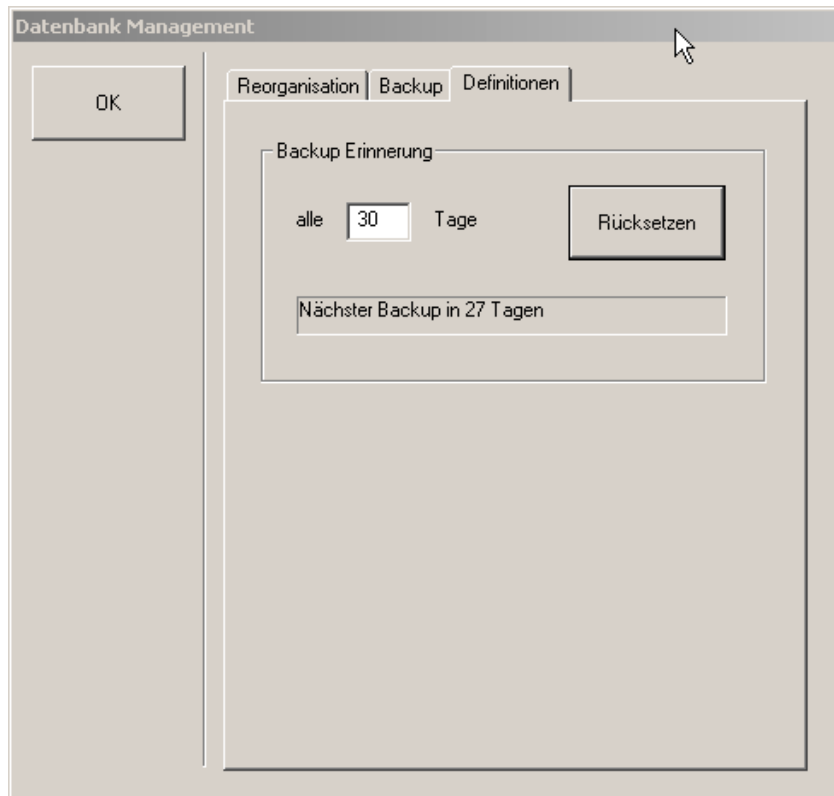 Datenbank Management
OK
Reorganisation Backup Definitionen
Backup Erinnerung
alle 30 Tage Rücksetzen
Nächster Backup in 27 Tagen